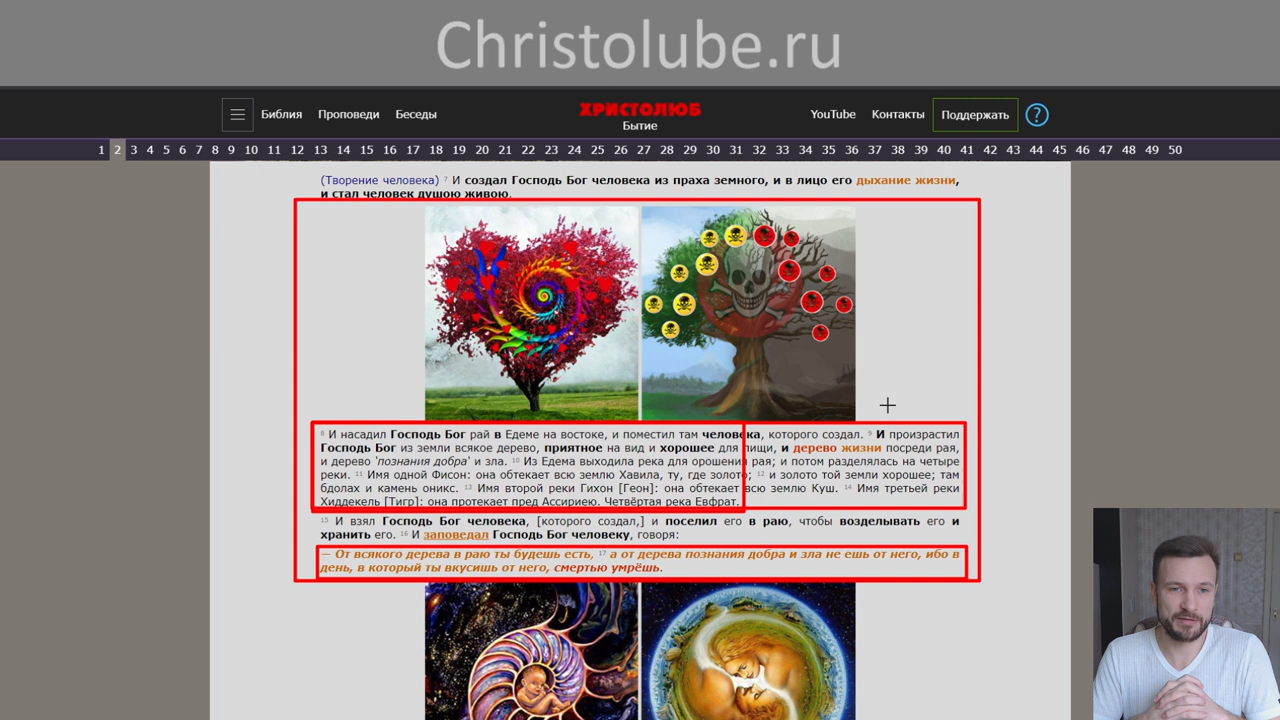 Christolube.ru
Библия Проповеди Беседы ХРИСТОЛЮБ YouTube Контакты Поддержать ?
Бытие
1 2 3 4 5 6 7 8 9 10 11 12 13 14 15 16 17 18 19 20 21 22 23 24 25 26 27 28 29 30 31 32 33 34 35 36 37 38 39 40 41 42 43 44 45 46 47 48 49 50
(Творение человека) 7 И создал Господь Бог человека из праха земного, и в лицо его дыхание жизни,
и стал человек душою живою.
8 И насадил Господь Бог рай в Едеме на востоке, и поместил там человека, которого создал. 9 И произрастил
Господь Бог из земли всякое дерево, приятное на вид и хорошее для пищи, и дерево жизни посреди рая,
и дерево 'познания добра' и зла. 10 Из Едема выходила река для орошения рая; и потом разделялась на четыре
реки. 11 Имя одной Фисон: она обтекает всю землю Хавила, ту, где золото; 12 и золото той земли хорошее; там
бдолах и камень оникс. 13 Имя второй реки Гихон [Геон]: она обтекает всю землю Куш. 14 Имя третьей реки
Хиддекель [Тигр]: она протекает пред Ассириею. Четвёртая река Евфрат.
15 И взял Господь Бог человека, [которого создал,] и поселил его в раю, чтобы возделывать его и
хранить его. 16 И заповедал Господь Бог человеку, говоря:
— От всякого дерева в раю ты будешь есть, 17 а от дерева познания добра и зла не ешь от него, ибо в
день, в который ты вкусишь от него, смертью умрёшь.